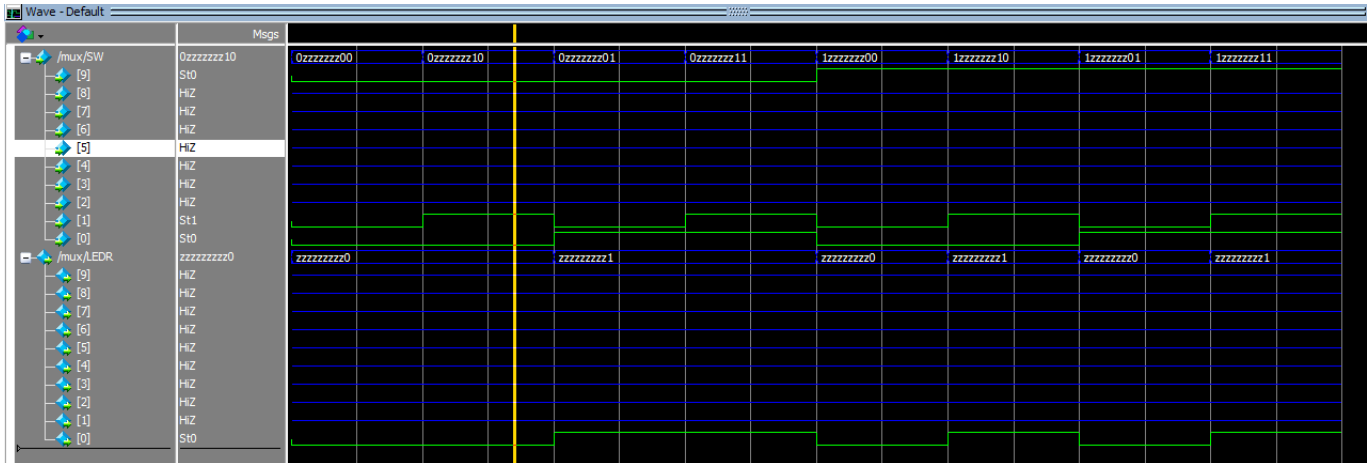 Wave - Default
Msgs
/mux/SW 0zzzzzzz10 0zzzzzzz00 0zzzzzzz10 0zzzzzzz01 0zzzzzzz11 1zzzzzzz00 1zzzzzzz10 1zzzzzzz01 1zzzzzzz11
[9] St0
[8] HiZ
[7] HiZ
[6] HiZ
[5] HiZ
[4] HiZ
[3] HiZ
[2] HiZ
[1] St1
[0] St0
/mux/LEDR zzzzzzzzz0 zzzzzzzzz0 zzzzzzzzz1 zzzzzzzzz0 zzzzzzzzz1 zzzzzzzzz0 zzzzzzzzz1
[9] HiZ
[8] HiZ
[7] HiZ
[6] HiZ
[5] HiZ
[4] HiZ
[3] HiZ
[2] HiZ
[1] HiZ
[0] St0